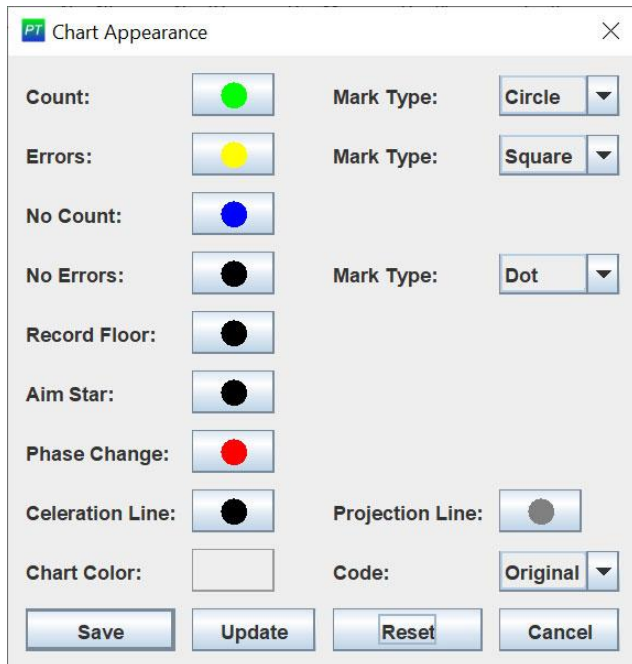 PT Chart Appearance
Count: Mark Type: Circle
Errors: Mark Type: Square
No Count:
No Errors: Mark Type: Dot
Record Floor:
Aim Star:
Phase Change:
Celeration Line: Projection Line:
Chart Color: Code: Original
Save Update Reset Cancel